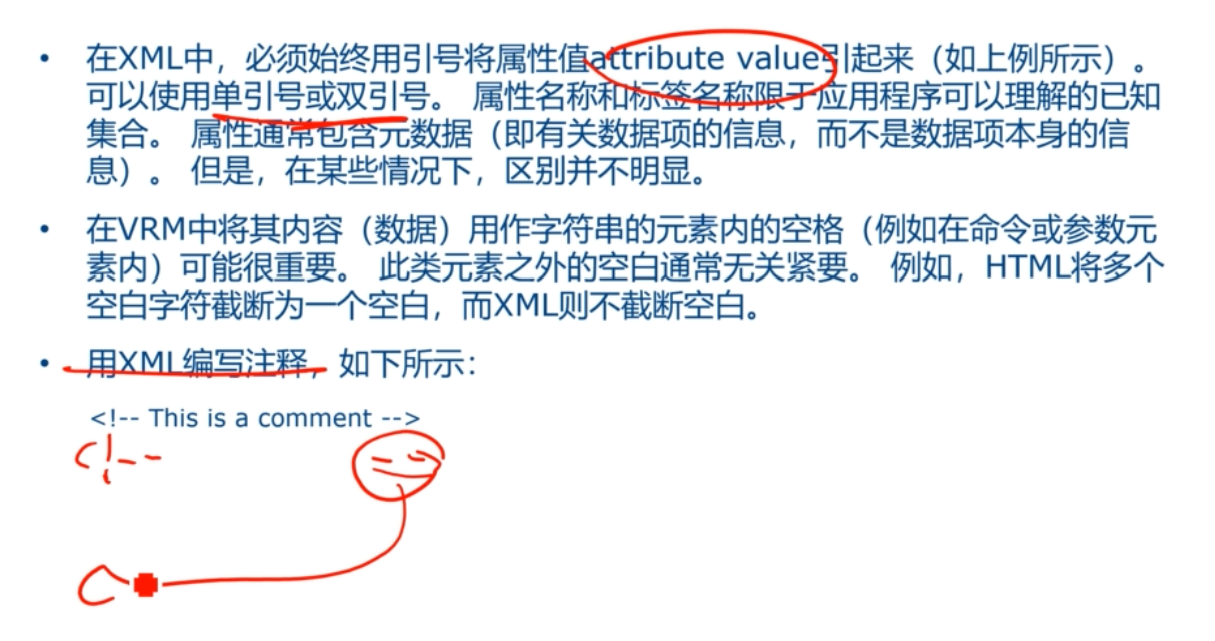 • 在XML中，必须始终用引号将属性值attribute value引起来（如上例所示）。
可以使用单引号或双引号。 属性名称和标签名称限于应用程序可以理解的已知
集合。 属性通常包含元数据（即有关数据项的信息，而不是数据项本身的信
息）。 但是，在某些情况下，区别并不明显。
• 在VRM中将其内容（数据）用作字符串的元素内的空格（例如在命令或参数元
素内）可能很重要。 此类元素之外的空白通常无关紧要。 例如，HTML将多个
空白字符截断为一个空白，而XML则不截断空白。
• 用XML编写注释，如下所示：
<!-- This is a comment -->
<!--